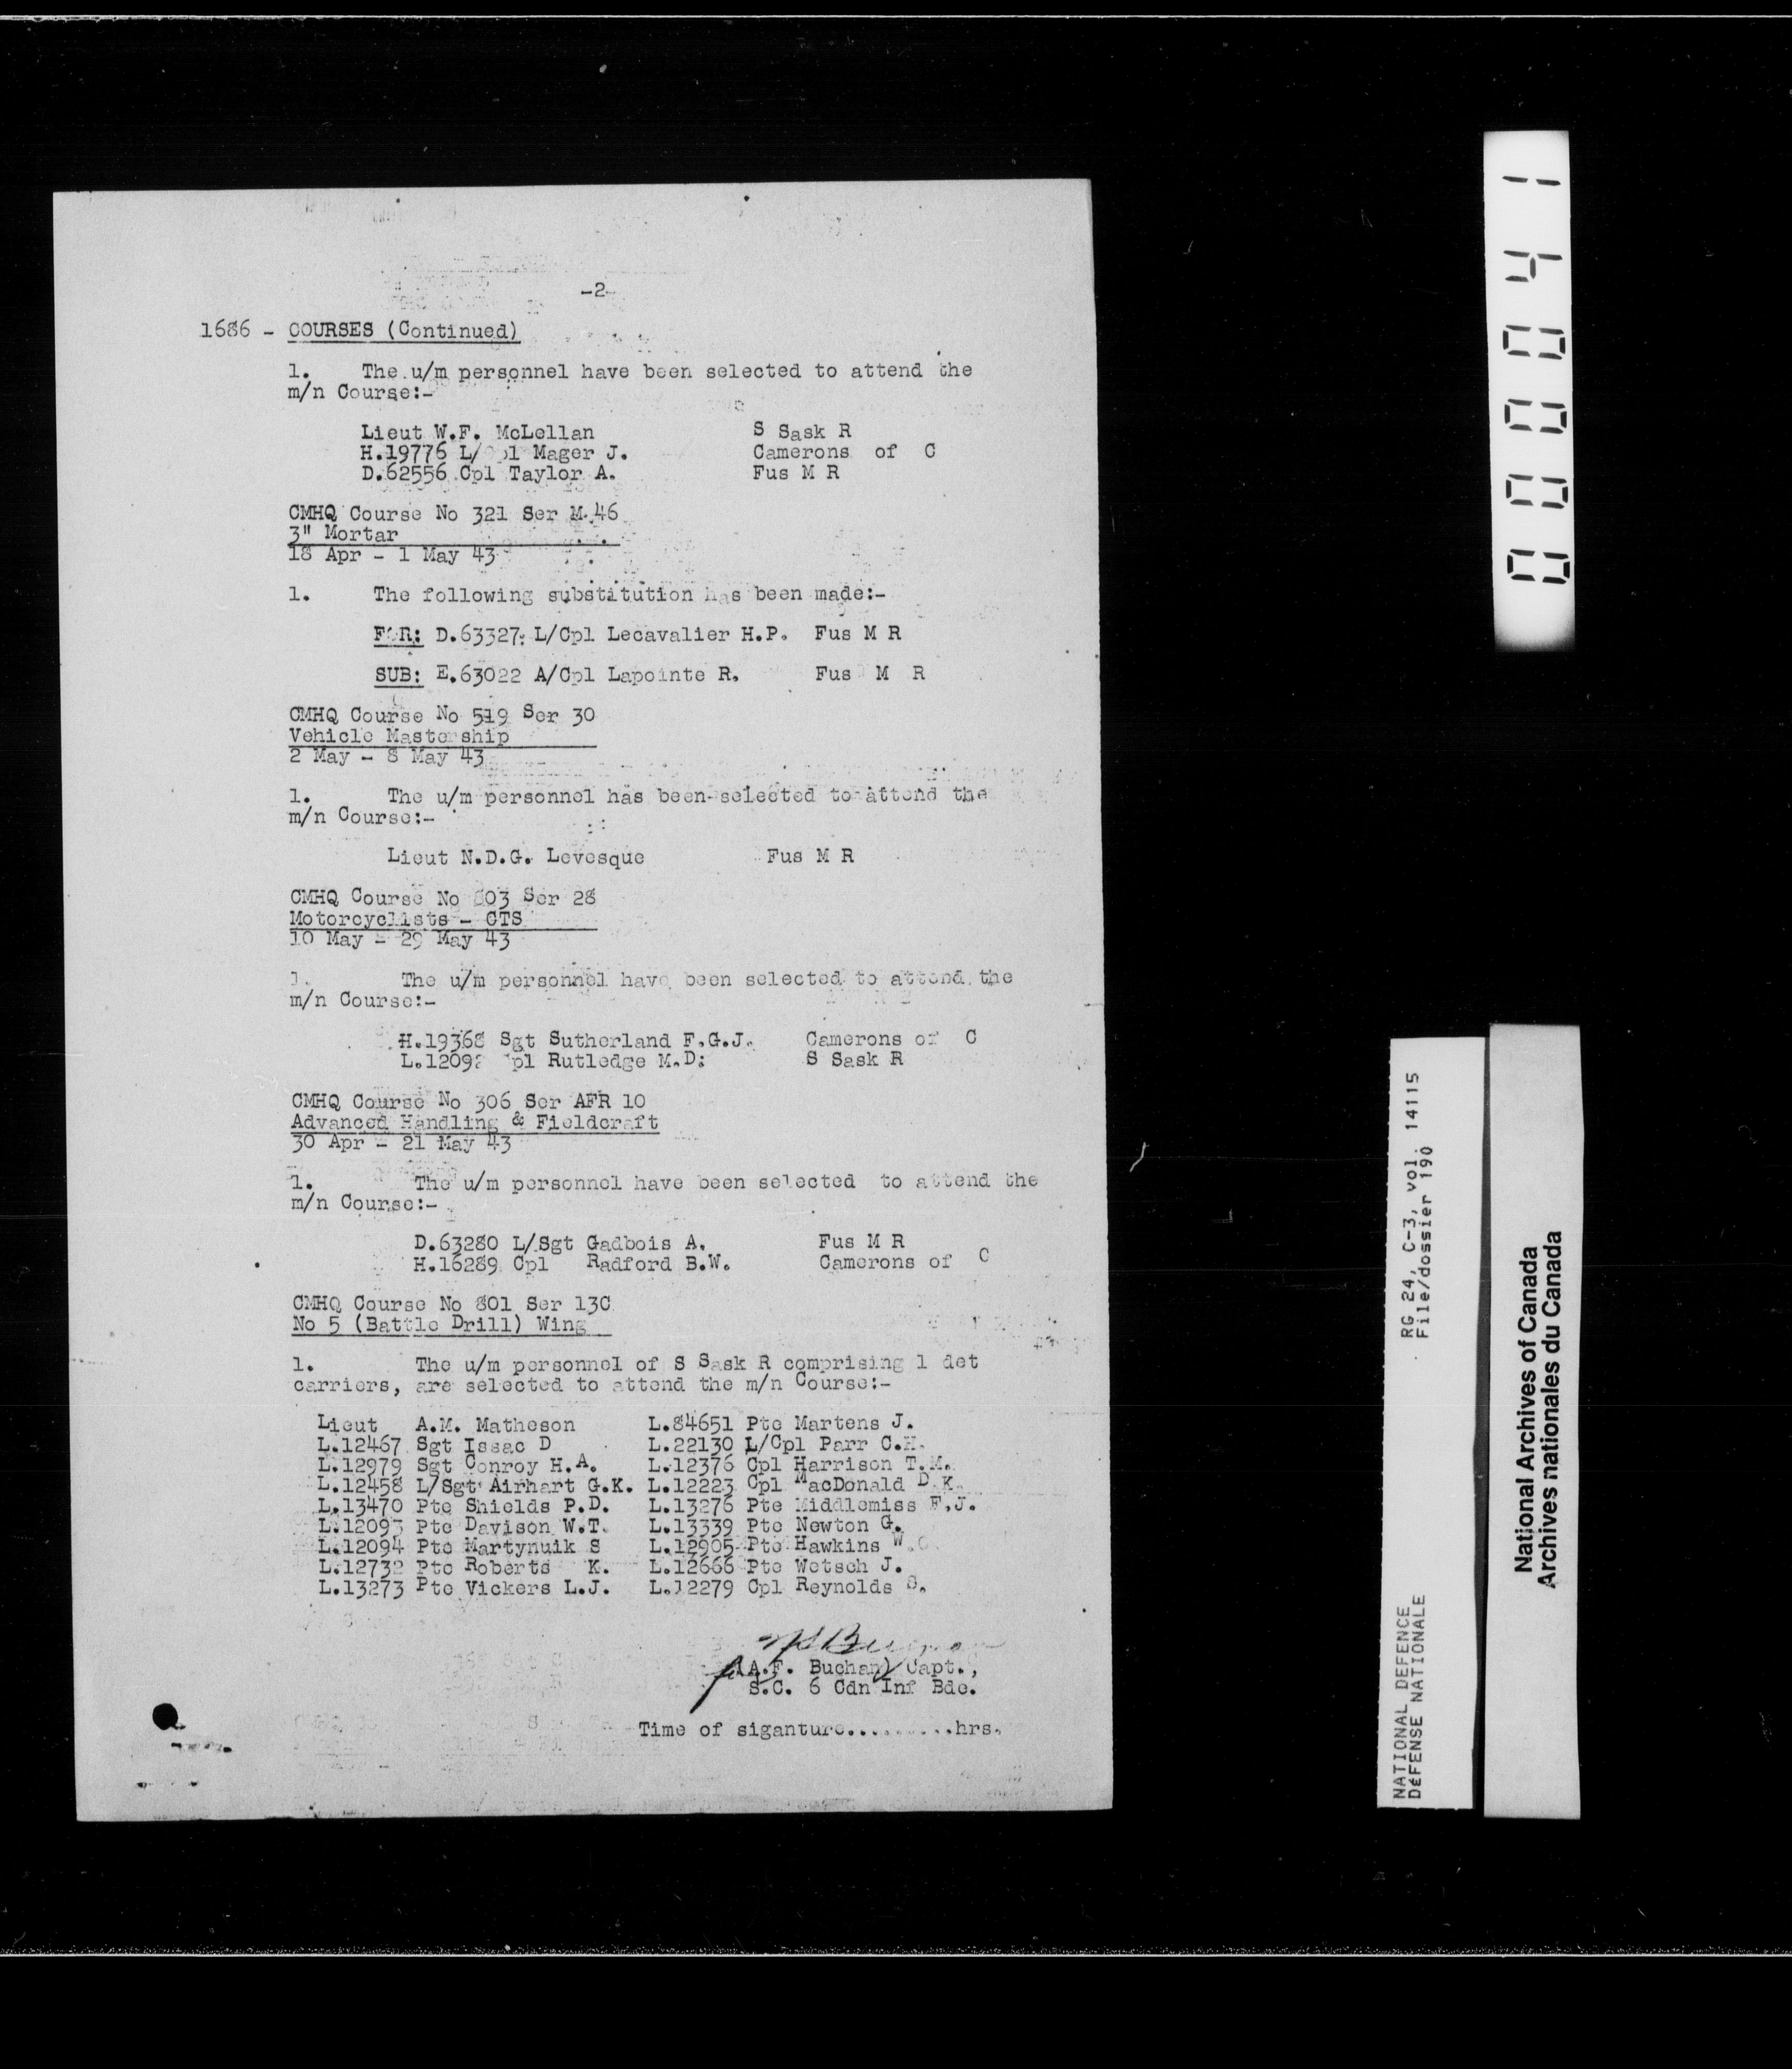 -2-
1686 - COURSES (Continued)
1. The u/m personnel have been selected to attend the
m/n Course:-
Lieut W.F. McLellan S Sask R
H.19776 L/Cpl Mager J. Camerons of C
D.62556 Cpl Taylor A. Fus M R
CMHQ Course No 321 Ser M.46
3" Mortar
18 Apr - 1 May 43
1. The following substitution has been made:-
FOR: D.63327 L/Cpl Lecavalier H.P. Fus M R
SUB: E.63022 A/Cpl Lapointe R. Fus M R
CMHQ Course No 519 Ser 30
Vehicle Mastership
2 May - 8 May 43
1. The u/m personnel has been selected to attend the
m/n Course:-
Lieut N.D.G. Levesque Fus M R
CMHQ Course No 803 Ser 28
Motorcyclists - CTS
10 May - 29 May 43
1. The u/m personnel have been selected to attend the
m/n Course:-
H.19368 Sgt Sutherland F.G.J. Camerons of C
Cpl Rutledge M.D. S Sask R
CMHQ Course No 306 Ser AFR 10
Advanced Handling & Fieldcraft
30 Apr - 21 May 43
1. The u/m personnel have been selected to attend the
m/n Course:-
D.63280 L/Sgt Gadbois A. Fus M R
H.16289 Cpl Radford B.W. Camerons of C
CMHQ Course No 801 Ser 13C
No 5 (Battle Drill) Wing
1. The u/m personnel of S Sask R comprising 1 det
carriers, are selected to attend the m/n Course:-
Lieut A.M. Matheson L.84651 Pte Martens J.
L.12467 Sgt Issac D L.22130 L/Cpl Parr C.H.
L.12979 Sgt Conroy H.A. L.12376 Cpl Harrison T.M.
L.12458 L/Sgt Airhart G.K. L.12223 Cpl MacDonald D.K.
L.13470 Pte Shields P.D. L.13276 Pte Middlemiss F.J.
L.12093 Pte Davison W.T. L.13339 Pte Newton G.
L.12094 Pte Martynuik S L.12905 Pte Hawkins W.C.
L.12732 Pte Roberts K. L.12666 Pte Wetsch J.
L.13273 Pte Vickers L.J. L.12279 Cpl Reynolds S.
(A.F. Buchan) Capt.,
S.C. 6 Cdn Inf Bde.
Time of siganture..........hrs.
000041
RG 24, C-3, vol. 14115
File/dossier 190
NATIONAL DEFENCE
DÉFENSE NATIONALE
National Archives of Canada
Archives nationales du Canada